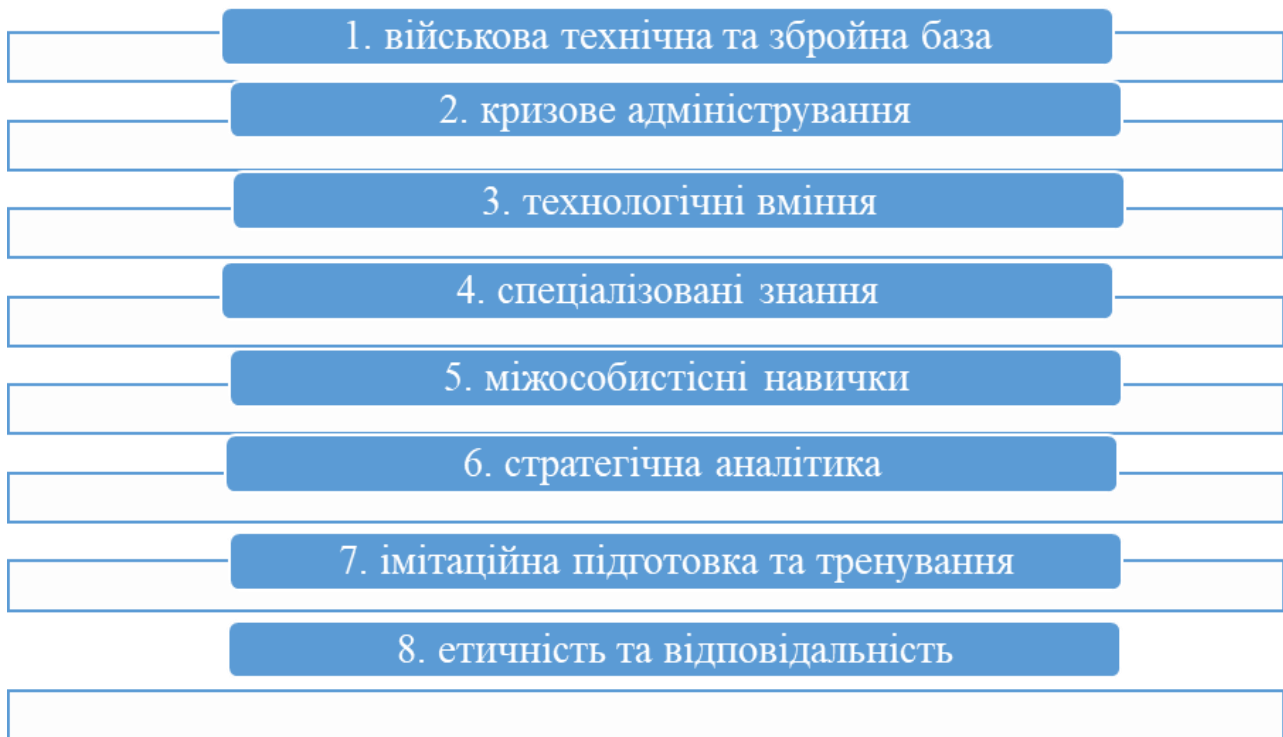 1. військова технічна та збройна база
2. кризове адміністрування
3. технологічні вміння
4. спеціалізовані знання
5. міжособистісні навички
6. стратегічна аналітика
7. імітаційна підготовка та тренування
8. етичність та відповідальність